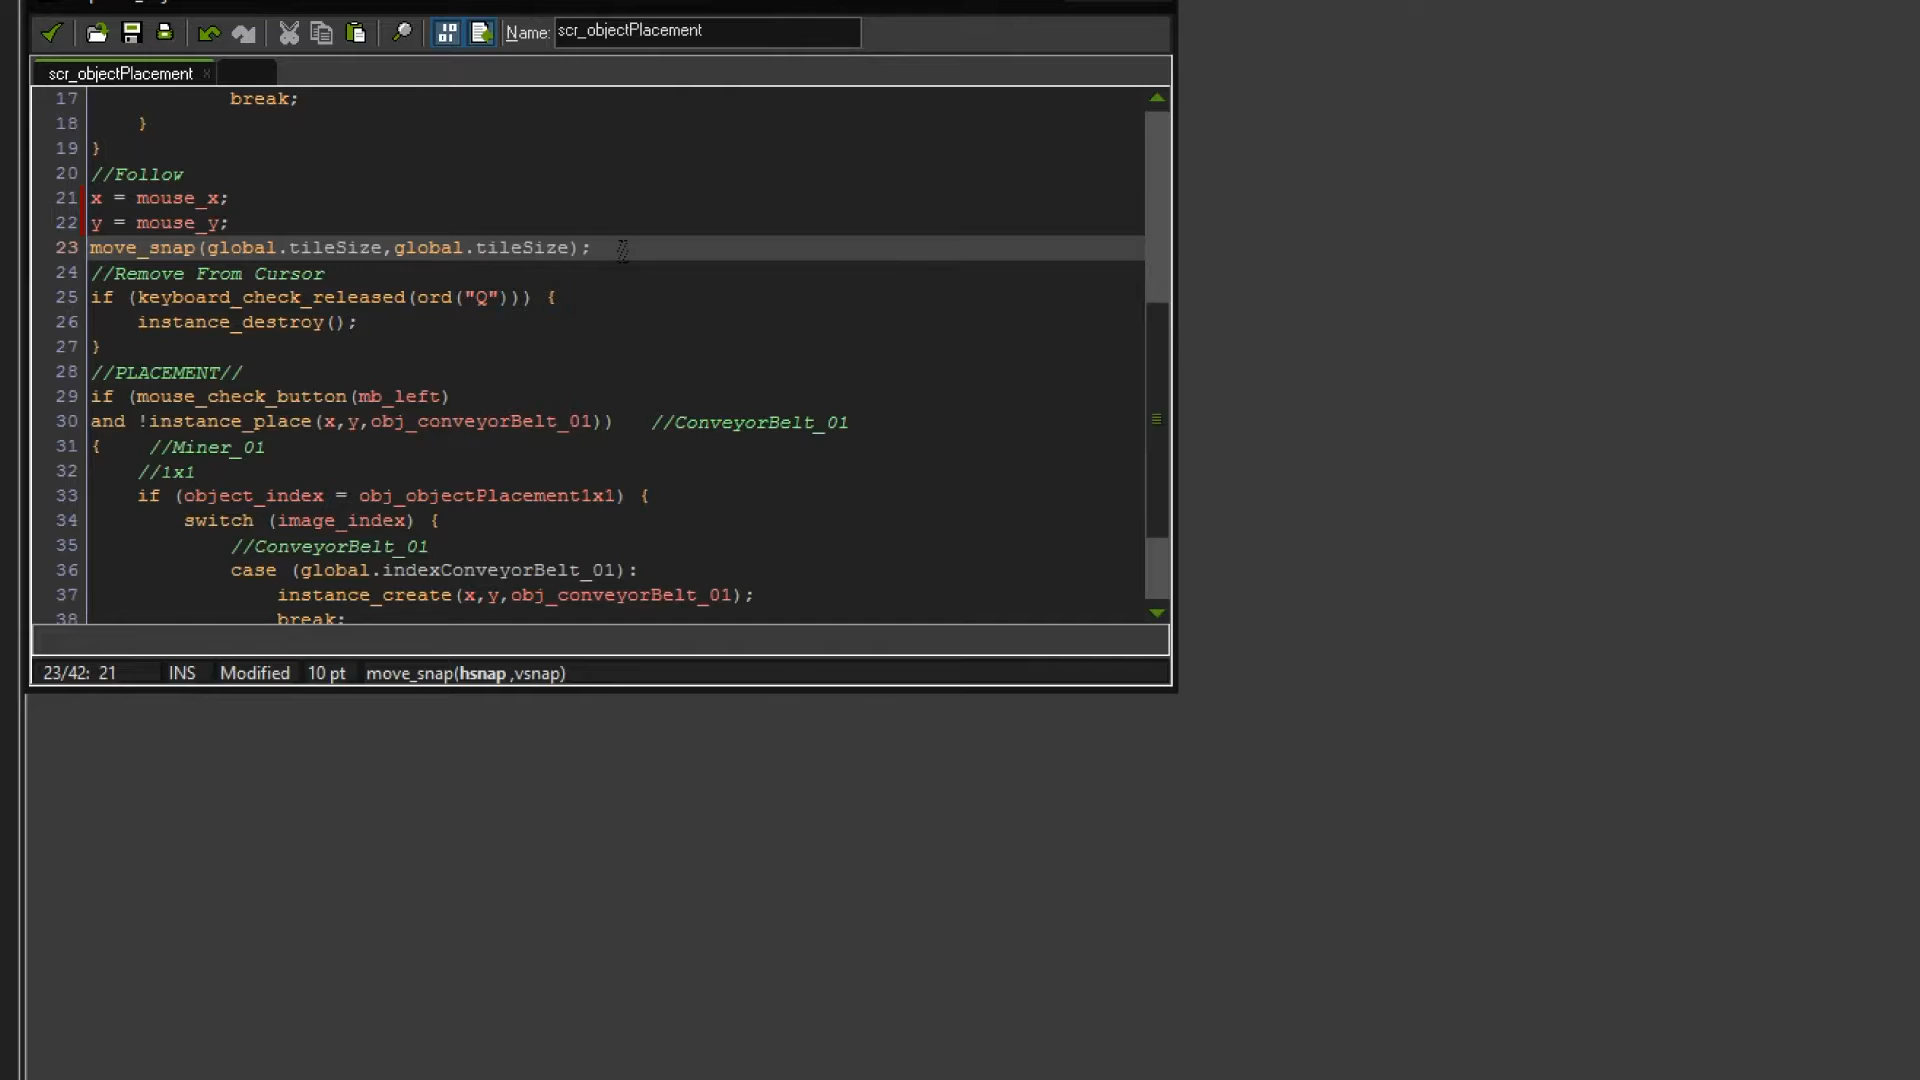 Name: scr_objectPlacement
scr_objectPlacement
17 break;
18 }
19 }
20 //Follow
21 x = mouse_x;
22 y = mouse_y;
23 move_snap(global.tileSize,global.tileSize);
24 //Remove From Cursor
25 if (keyboard_check_released(ord("Q"))) {
26 instance_destroy();
27 }
28 //PLACEMENT//
29 if (mouse_check_button(mb_left)
30 and !instance_place(x,y,obj_conveyorBelt_01)) //ConveyorBelt_01
31 { //Miner_01
32 //1x1
33 if (object_index = obj_objectPlacement1x1) {
34 switch (image_index) {
35 //ConveyorBelt_01
36 case (global.indexConveyorBelt_01):
37 instance_create(x,y,obj_conveyorBelt_01);
38 break;
23/42: 21 INS Modified 10 pt move_snap(hsnap ,vsnap)